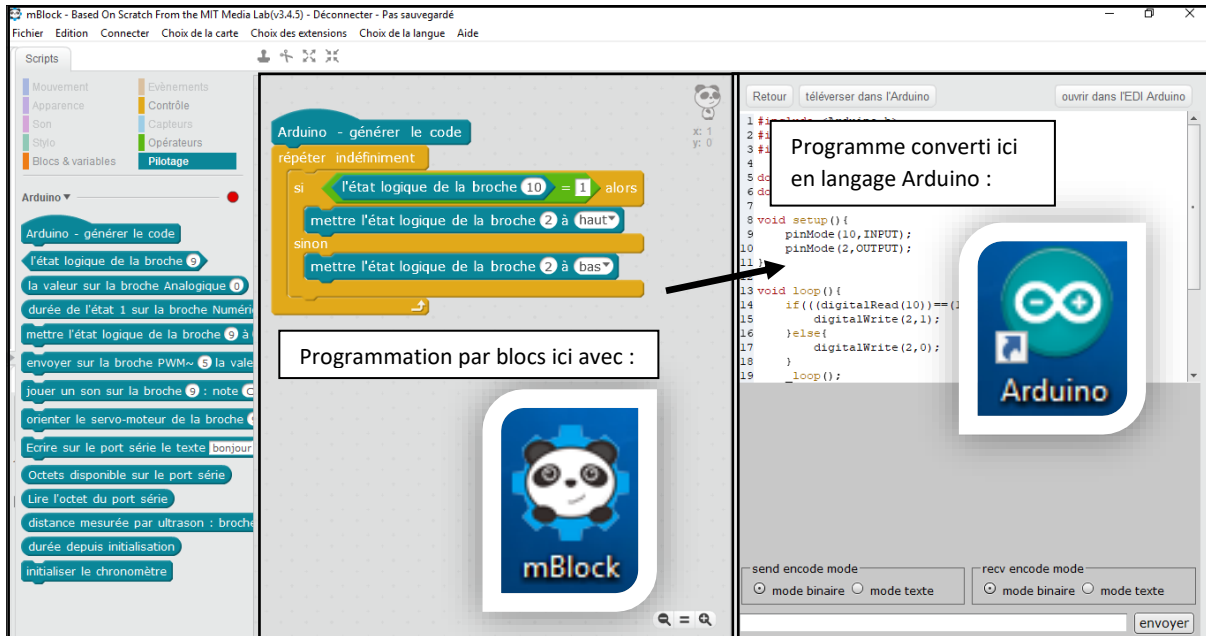 mBlock - Based On Scratch From the MIT Media Lab(v3.4.5) - Déconnecter - Pas sauvegardé
Fichier Edition Connecter Choix de la carte Choix des extensions Choix de la langue Aide
Scripts
Mouvement
Evènements
Apparence
Contrôle
Son
Capteurs
Stylo
Opérateurs
Blocs & variables
Pilotage
Arduino
Arduino - générer le code
l'état logique de la broche 9
la valeur sur la broche Analogique 0
durée de l'état 1 sur la broche
mettre l'état logique de la broche 9 à
envoyer sur la broche PWM~ 5 la
jouer un son sur la broche 9 : note
orienter le servo-moteur de la broche
Ecrire sur le port série le texte bonjour
Octets disponible sur le port série
Lire l'octet du port série
distance mesurée par ultrason :
durée depuis initialisation
initialiser le chronomètre
x: 1
y: 0
Arduino - générer le code
répéter indéfiniment
si l'état logique de la broche 10 = 1 alors
mettre l'état logique de la broche 2 à haut
sinon
mettre l'état logique de la broche 2 à bas
Programmation par blocs ici avec :
mBlock
Retour téléverser dans l'Arduino ouvrir dans l'EDI Arduino
1
2
3
4
5
6
7
8 void setup(){
9 pinMode(10,INPUT);
10 pinMode(2,OUTPUT);
11 }
13 void loop(){
14 if(((digitalRead(10))==(
15 digitalWrite(2,1);
16 }else{
17 digitalWrite(2,0);
18 }
19 _loop();
Programme converti ici
en langage Arduino :
Arduino
send encode mode
mode binaire mode texte
recv encode mode
mode binaire mode texte
envoyer